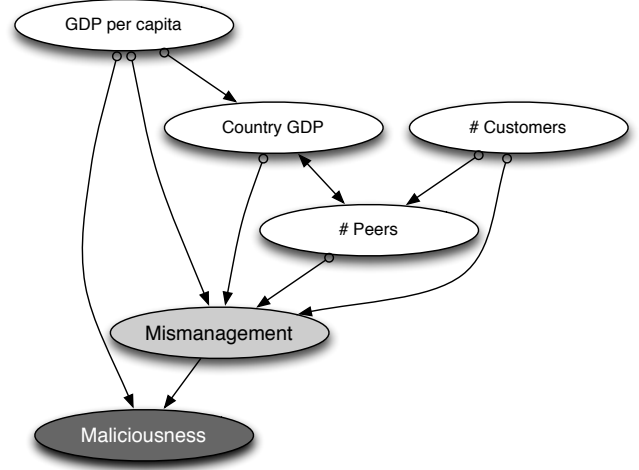 GDP per capita
Country GDP
# Customers
# Peers
Mismanagement
Maliciousness